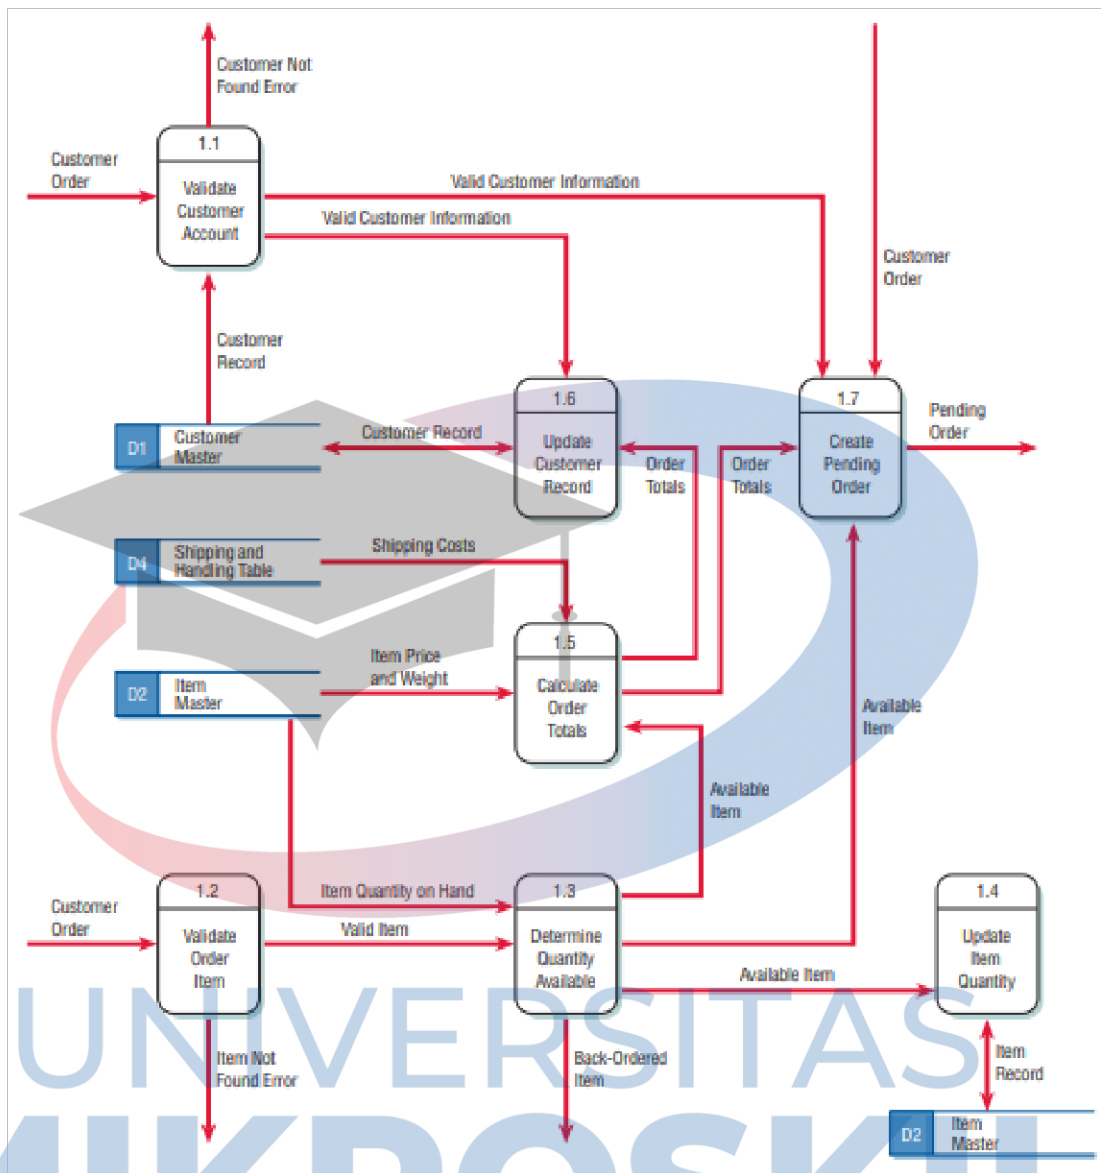 Customer Not
Found Error
1.1
Customer
Order
Validate
Customer
Account
Valid Customer Information
Valid Customer Information
Customer
Order
Customer
Record
1.6
1.7
D1
Customer
Master
Customer Record
Update
Customer
Record
Order
Totals
Order
Totals
Create
Pending
Order
Pending
Order
D4
Shipping and
Handling Table
Shipping Costs
1.5
D2
Item
Master
Item Price
and Weight
Calculate
Order
Totals
Available
Item
Available
Item
1.2
Customer
Order
Validate
Order
Item
Item Quantity on Hand
Valid Item
1.3
Determine
Quantity
Available
1.4
Update
Item
Quantity
Available Item
Item Not
Found Error
Back-Ordered
Item
Item
Record
D2
Item
Master
UNIVERSITAS
MIKROSKIL